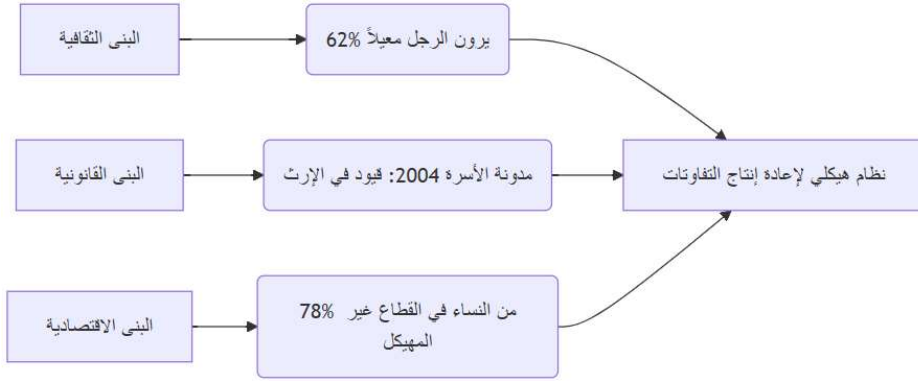 البنى الثقافية
62% يرون الرجل معيلاً
البنى القانونية
مدونة الأسرة 2004: قيود في الإرث
نظام هيكلي لإعادة إنتاج التفاوتات
البنى الاقتصادية
78% من النساء في القطاع غير
المهيكل